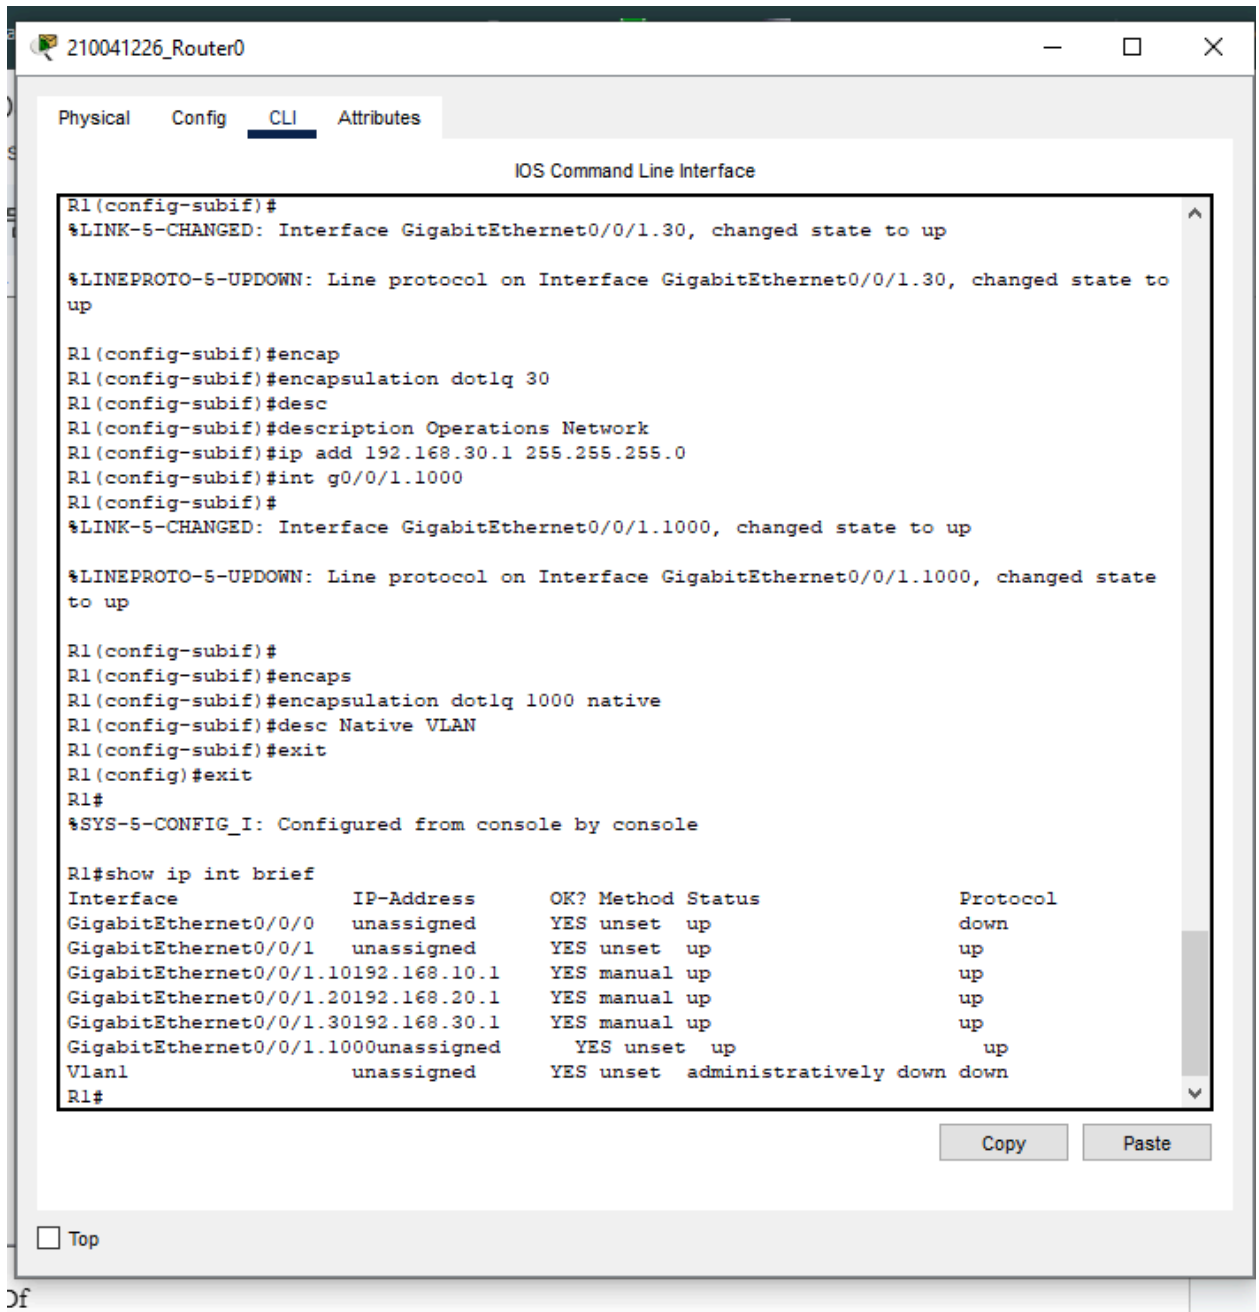 210041226_Router0
Physical Config CLI Attributes
IOS Command Line Interface
R1(config-subif)#
%LINK-5-CHANGED: Interface GigabitEthernet0/0/1.30, changed state to up
%LINEPROTO-5-UPDOWN: Line protocol on Interface GigabitEthernet0/0/1.30, changed state to
up
R1(config-subif)#encap
R1(config-subif)#encapsulation dot1q 30
R1(config-subif)#desc
R1(config-subif)#description Operations Network
R1(config-subif)#ip add 192.168.30.1 255.255.255.0
R1(config-subif)#int g0/0/1.1000
R1(config-subif)#
%LINK-5-CHANGED: Interface GigabitEthernet0/0/1.1000, changed state to up
%LINEPROTO-5-UPDOWN: Line protocol on Interface GigabitEthernet0/0/1.1000, changed state
to up
R1(config-subif)#
R1(config-subif)#encaps
R1(config-subif)#encapsulation dot1q 1000 native
R1(config-subif)#desc Native VLAN
R1(config-subif)#exit
R1(config)#exit
R1#
%SYS-5-CONFIG_I: Configured from console by console
R1#show ip int brief
Interface IP-Address OK? Method Status Protocol
GigabitEthernet0/0/0 unassigned YES unset up down
GigabitEthernet0/0/1 unassigned YES unset up up
GigabitEthernet0/0/1.10192.168.10.1 YES manual up up
GigabitEthernet0/0/1.20192.168.20.1 YES manual up up
GigabitEthernet0/0/1.30192.168.30.1 YES manual up up
GigabitEthernet0/0/1.1000unassigned YES unset up up
Vlan1 unassigned YES unset administratively down down
R1#
Copy Paste
Top
Of